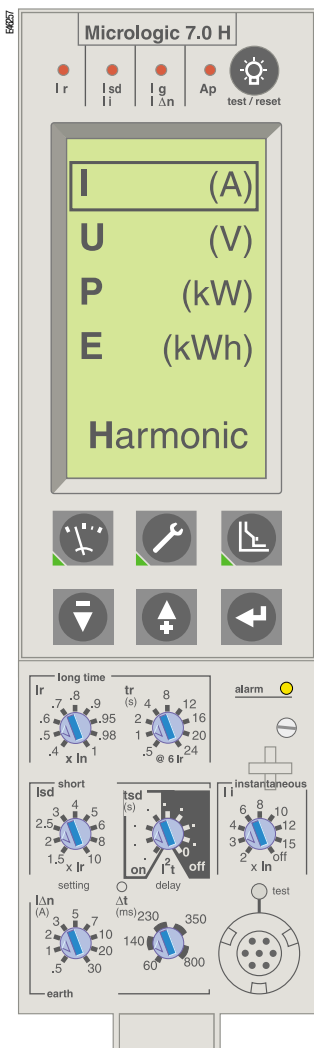 E46257
Micrologic 7.0 H
Ir Isd Ig Ap
Ii I Δn
test / reset
I (A)
U (V)
P (kW)
E (kWh)
Harmonic
long time
alarm
Ir
.4 .5 .6 .7 .8 .9 .95 .98 1
x In
tr
(s)
.5 1 2 4 8 12 16 20 24
@ 6 Ir
short
Isd
1.5 2 2.5 3 4 5 6 8 10
x Ir
tsd
(s)
0
on I²t off
instantaneous
Ii
2 3 4 6 8 10 12 15 off
x In
setting delay
test
IΔn
(A)
.5 1 2 3 5 7 10 20 30
Δt
(ms)
60 140 230 350 800
earth